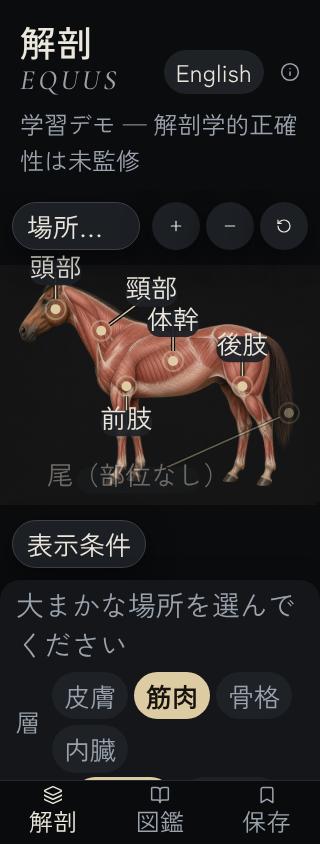 解剖
EQUUS
English
学習デモ — 解剖学的正確
性は未監修
場所…
頭部
頸部
体幹
後肢
前肢
尾（部位なし）
表示条件
大まかな場所を選んで
ください
層
皮膚
筋肉
骨格
内臓
解剖
図鑑
保存